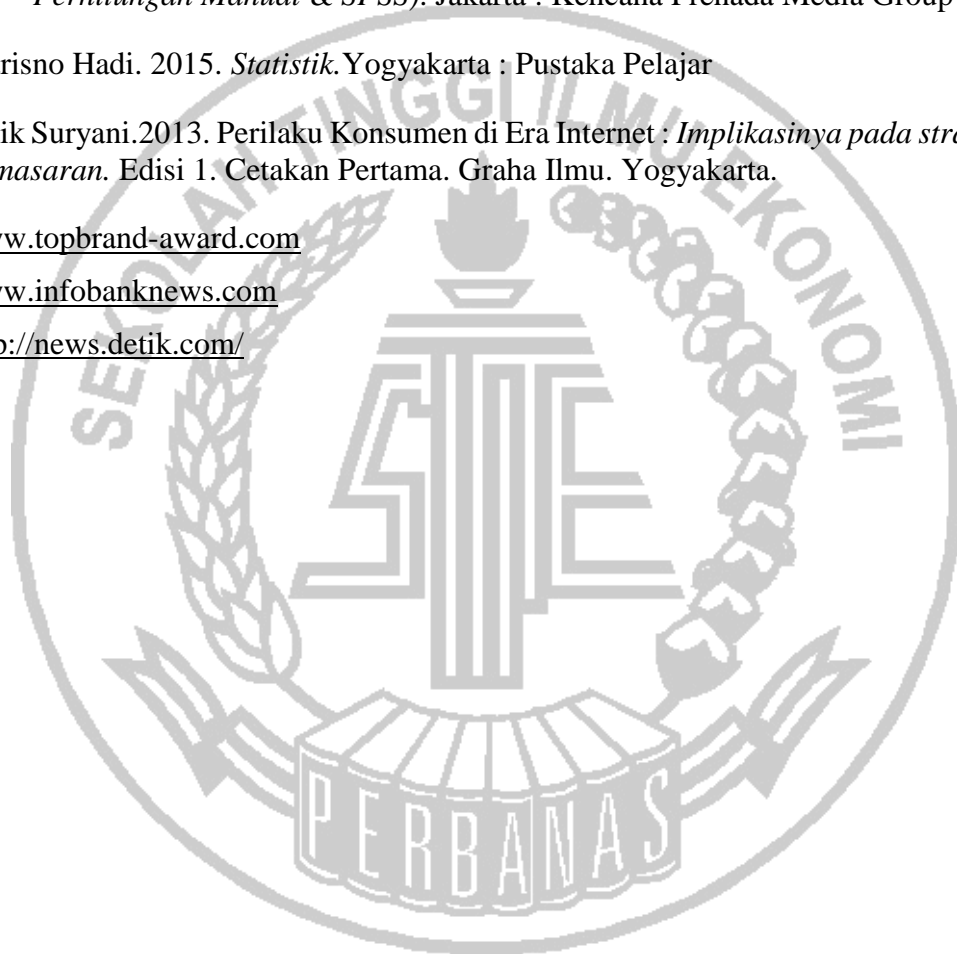 Perhitungan Manual & SPSS). Jakarta : Kencana Prenada Media Group
risno Hadi. 2015. Statistik.Yogyakarta : Pustaka Pelajar
ik Suryani.2013. Perilaku Konsumen di Era Internet : Implikasinya pada stra
masaran. Edisi 1. Cetakan Pertama. Graha Ilmu. Yogyakarta.
w.topbrand-award.com
w.infobanknews.com
p://news.detik.com/
SEKOLAH TINGGI ILMU EKONOMI
STIE
PERBANAS